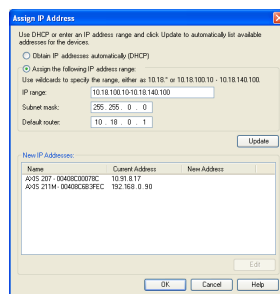 Assign IP Address
Use DHCP or enter an IP address range and click Update to automatically list available
addresses for the devices.
Obtain IP addresses automatically (DHCP)
Assign the following IP address range:
Use wildcards to specify the range, either as 10.18.* or 10.18.100.10 - 10.18.140.100.
IP range: 10.18.100.10-10.18.140.100
Subnet mask: 255 . 255 . 0 . 0
Default router: 10 . 18 . 0 . 1
Update
New IP Addresses:
Name Current Address New Address
AXIS 207 - 00408C00078C 10.91.8.17
AXIS 211M - 00408C6B3FEC 192.168.0.90
Edit
OK Cancel Help